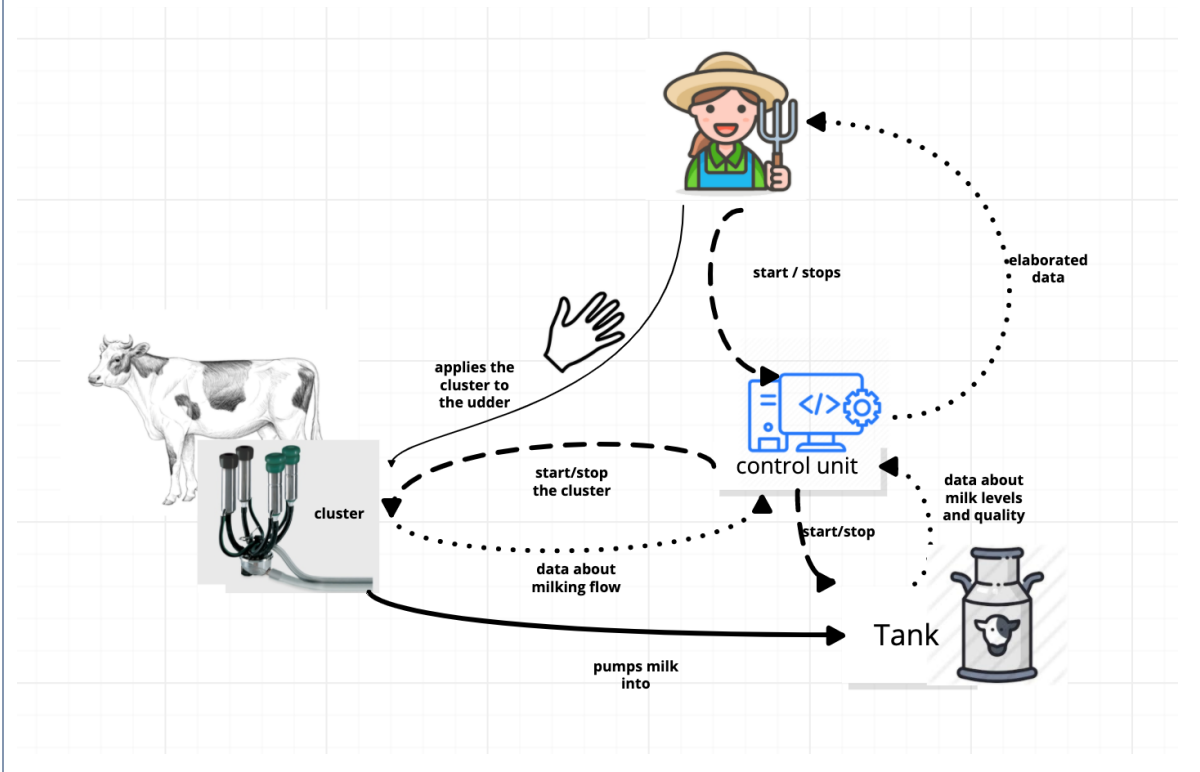 elaborated
data
start / stops
applies the
cluster to
the udder
</>
control unit
start/stop
the cluster
data about
milk levels
and quality
cluster
start/stop
data about
milking flow
Tank
pumps milk
into